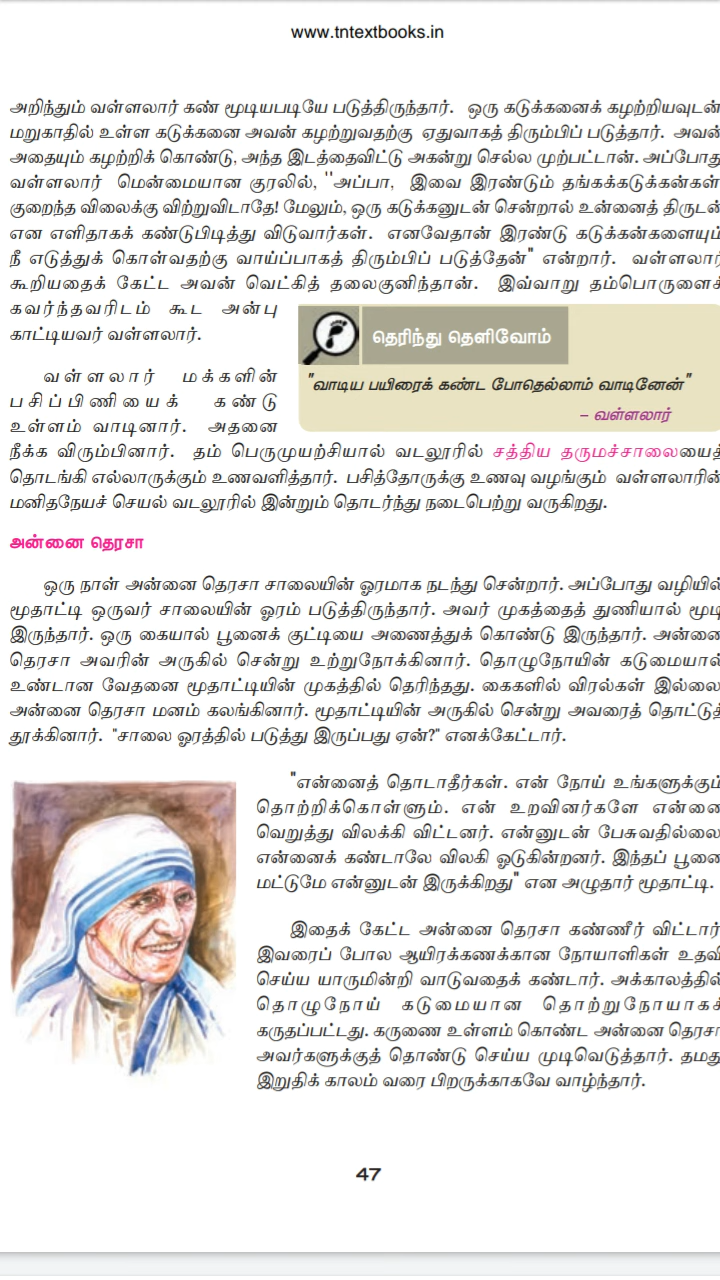 www.tntextbooks.in
அறிந்தும் வள்ளலார் கண் மூடியபடியே படுத்திருந்தார். ஒரு கடுக்கனைக் கழற்றியவுடன்
மறுகாதில் உள்ள கடுக்கனை அவன் கழற்றுவதற்கு ஏதுவாகத் திரும்பிப் படுத்தார். அவன்
அதையும் கழற்றிக் கொண்டு, அந்த இடத்தைவிட்டு அகன்று செல்ல முற்பட்டான். அப்போது
வள்ளலார் மென்மையான குரலில், ''அப்பா, இவை இரண்டும் தங்கக்கடுக்கன்கள்
குறைந்த விலைக்கு விற்றுவிடாதே! மேலும், ஒரு கடுக்கனுடன் சென்றால் உன்னைத் திருடன்
என எளிதாகக் கண்டுபிடித்து விடுவார்கள். எனவேதான் இரண்டு கடுக்கன்களையும்
நீ எடுத்துக் கொள்வதற்கு வாய்ப்பாகத் திரும்பிப் படுத்தேன்" என்றார். வள்ளலார்
கூறியதைக் கேட்ட அவன் வெட்கித் தலைகுனிந்தான். இவ்வாறு தம்பொருளைக்
கவர்ந்தவரிடம் கூட அன்பு
காட்டியவர் வள்ளலார்.
தெரிந்து தெளிவோம்
"வாடிய பயிரைக் கண்ட போதெல்லாம் வாடினேன்"
– வள்ளலார்
வள்ளலார் மக்களின்
பசிப்பிணியைக் கண்டு
உள்ளம் வாடினார். அதனை
நீக்க விரும்பினார். தம் பெருமுயற்சியால் வடலூரில் சத்திய தருமச்சாலையைத்
தொடங்கி எல்லாருக்கும் உணவளித்தார். பசித்தோருக்கு உணவு வழங்கும் வள்ளலாரின்
மனிதநேயச் செயல் வடலூரில் இன்றும் தொடர்ந்து நடைபெற்று வருகிறது.
அன்னை தெரசா
ஒரு நாள் அன்னை தெரசா சாலையின் ஓரமாக நடந்து சென்றார். அப்போது வழியில்
மூதாட்டி ஒருவர் சாலையின் ஓரம் படுத்திருந்தார். அவர் முகத்தைத் துணியால் மூடி
இருந்தார். ஒரு கையால் பூனைக் குட்டியை அணைத்துக் கொண்டு இருந்தார். அன்னை
தெரசா அவரின் அருகில் சென்று உற்றுநோக்கினார். தொழுநோயின் கடுமையால்
உண்டான வேதனை மூதாட்டியின் முகத்தில் தெரிந்தது. கைகளில் விரல்கள் இல்லை
அன்னை தெரசா மனம் கலங்கினார். மூதாட்டியின் அருகில் சென்று அவரைத் தொட்டுத்
தூக்கினார். "சாலை ஓரத்தில் படுத்து இருப்பது ஏன்?" எனக்கேட்டார்.
"என்னைத் தொடாதீர்கள். என் நோய் உங்களுக்கும்
தொற்றிக்கொள்ளும். என் உறவினர்களே என்னை
வெறுத்து விலக்கி விட்டனர். என்னுடன் பேசுவதில்லை
என்னைக் கண்டாலே விலகி ஓடுகின்றனர். இந்தப் பூனை
மட்டுமே என்னுடன் இருக்கிறது" என அழுதார் மூதாட்டி.
இதைக் கேட்ட அன்னை தெரசா கண்ணீர் விட்டார்
இவரைப் போல ஆயிரக்கணக்கான நோயாளிகள் உதவி
செய்ய யாருமின்றி வாடுவதைக் கண்டார். அக்காலத்தில்
தொழுநோய் கடுமையான தொற்றுநோயாகக்
கருதப்பட்டது. கருணை உள்ளம் கொண்ட அன்னை தெரசா
அவர்களுக்குத் தொண்டு செய்ய முடிவெடுத்தார். தமது
இறுதிக் காலம் வரை பிறருக்காகவே வாழ்ந்தார்.
47